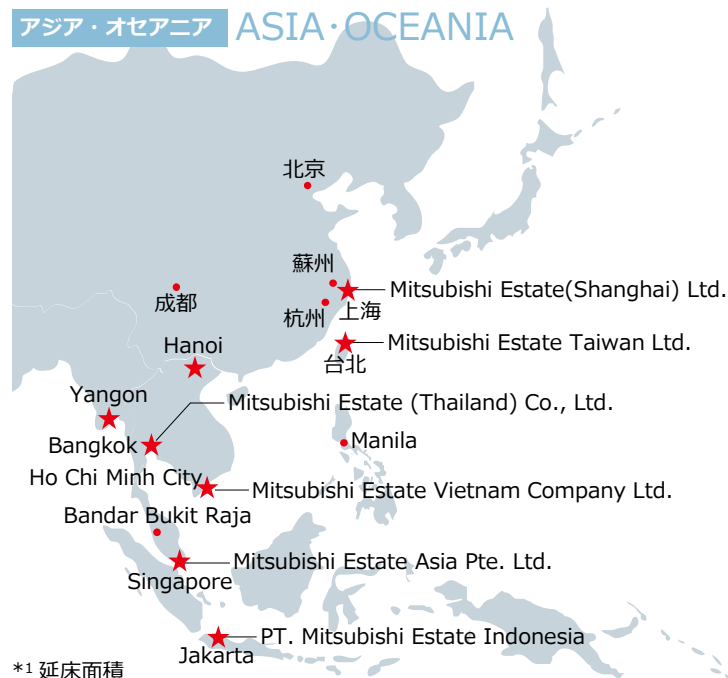 アジア・オセアニア ASIA・OCEANIA
北京
蘇州
Mitsubishi Estate(Shanghai) Ltd.
成都
杭州
上海
Hanoi
Mitsubishi Estate Taiwan Ltd.
台北
Yangon
Mitsubishi Estate (Thailand) Co., Ltd.
Bangkok
Manila
Ho Chi Minh City
Mitsubishi Estate Vietnam Company Ltd.
Bandar Bukit Raja
Mitsubishi Estate Asia Pte. Ltd.
Singapore
PT. Mitsubishi Estate Indonesia
Jakarta
*1 延床面積